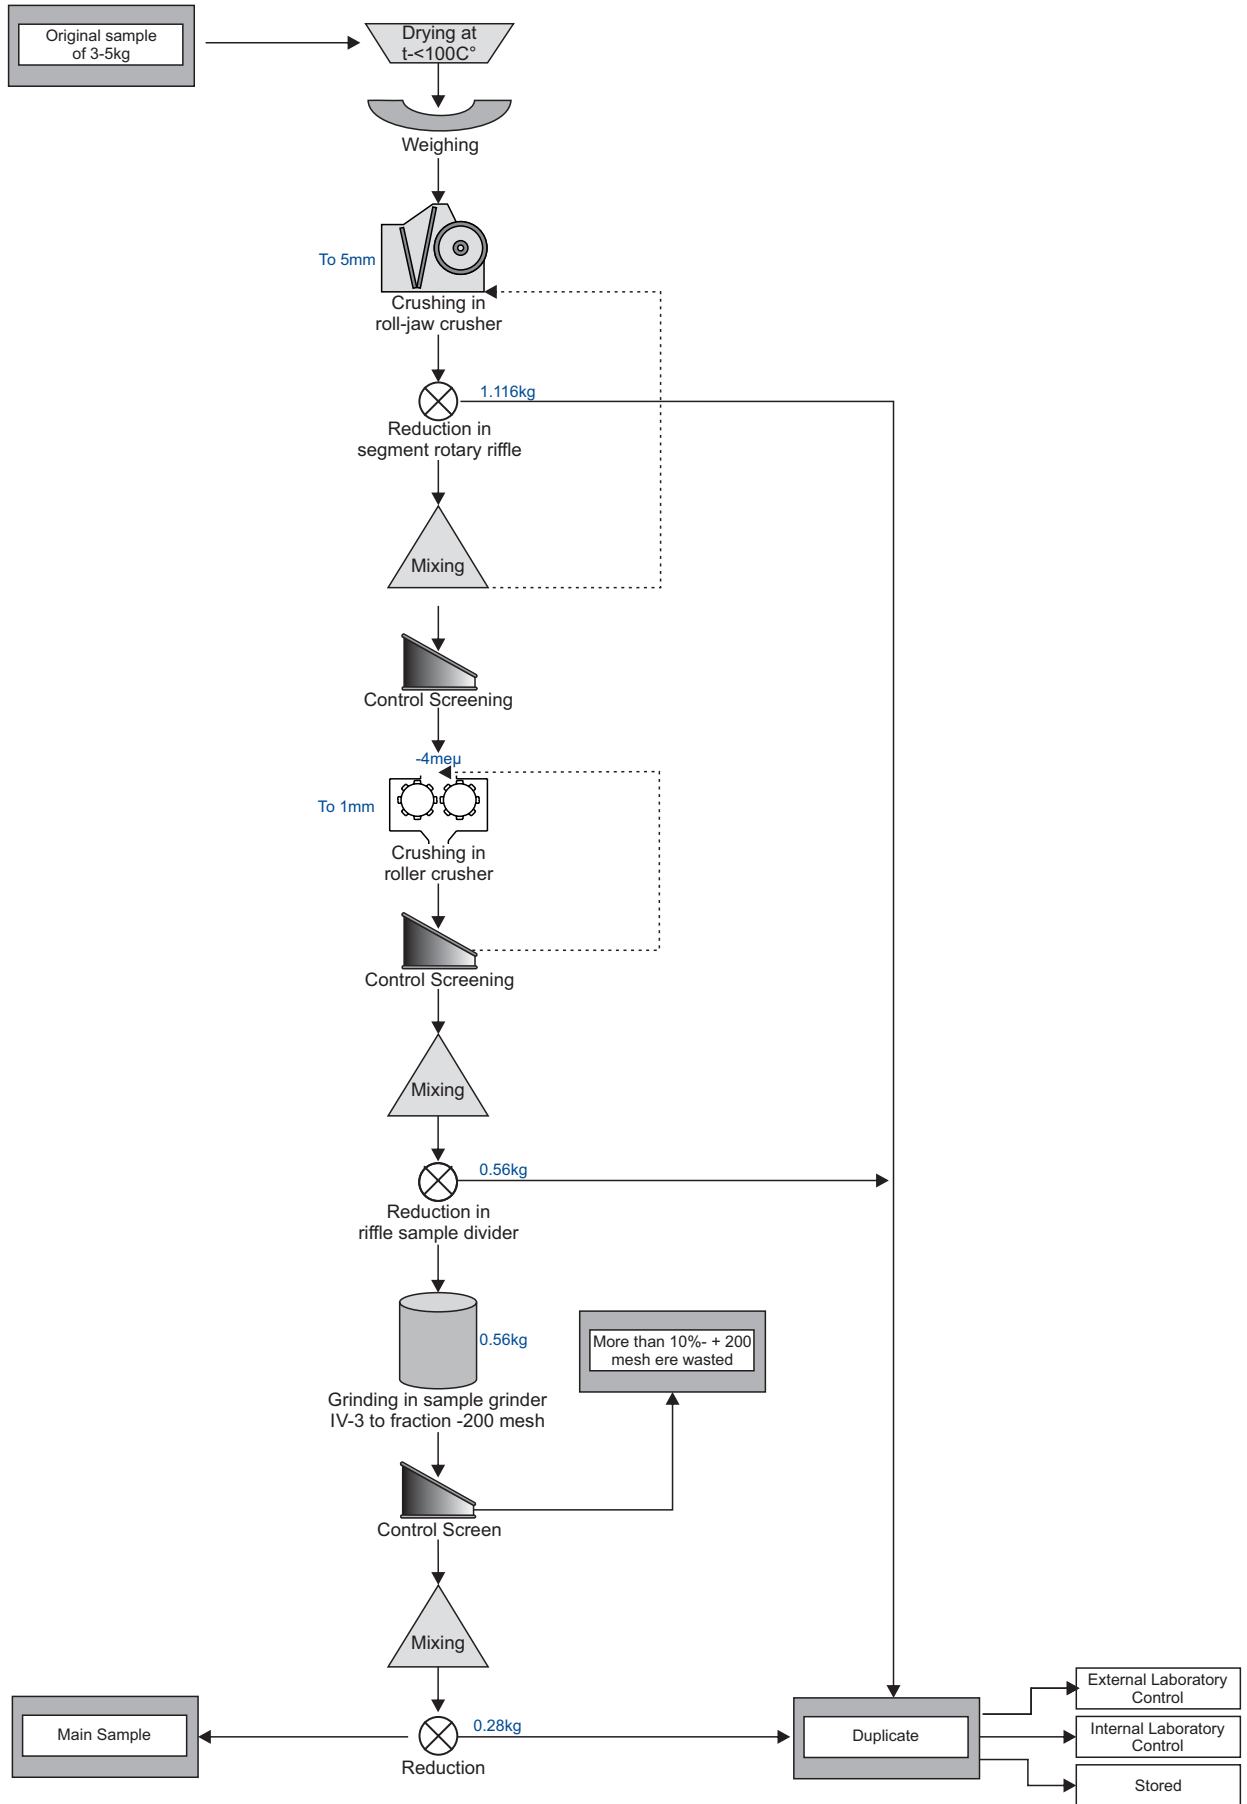 Original sample
of 3-5kg
Drying at
t-<100C°
Weighing
To 5mm
Crushing in
roll-jaw crusher
1.116kg
Reduction in
segment rotary riffle
Mixing
Control Screening
-4meµ
To 1mm
Crushing in
roller crusher
Control Screening
Mixing
0.56kg
Reduction in
riffle sample divider
0.56kg
More than 10%- + 200
mesh ere wasted
Grinding in sample grinder
IV-3 to fraction -200 mesh
Control Screen
Mixing
Main Sample
0.28kg
Reduction
Duplicate
External Laboratory
Control
Internal Laboratory
Control
Stored